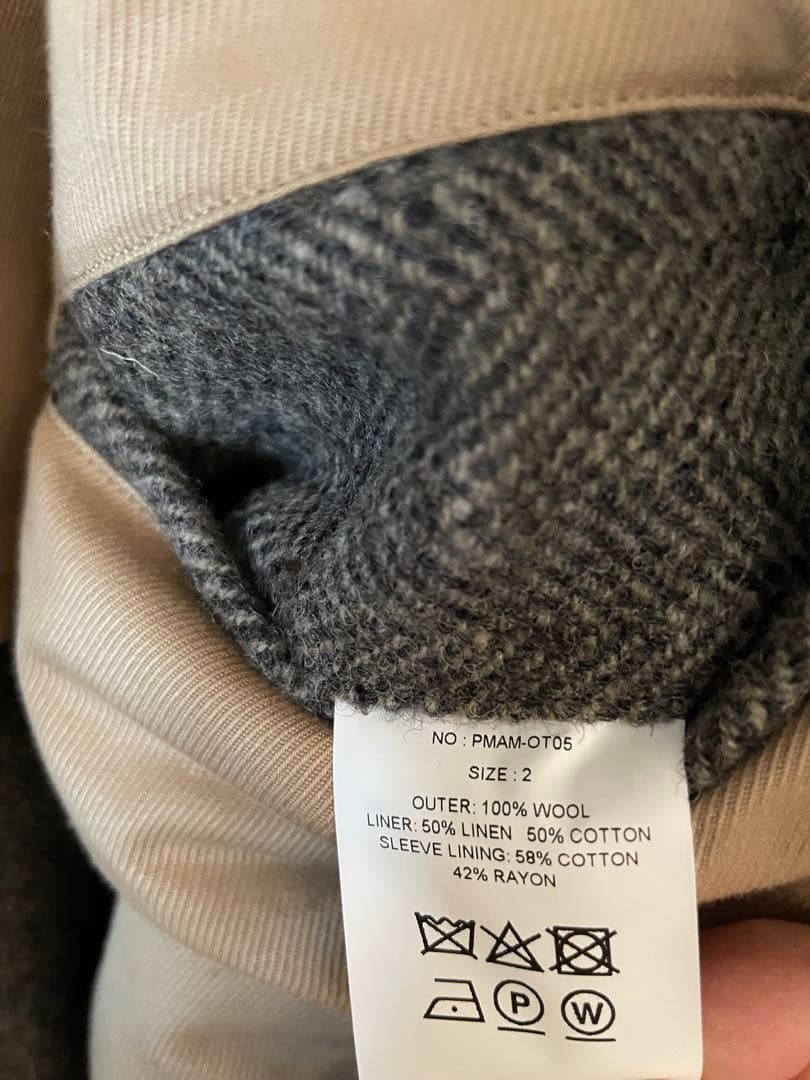 NO : PMAM-OT05
SIZE : 2
OUTER: 100% WOOL
LINER: 50% LINEN 50% COTTON
SLEEVE LINING: 58% COTTON
42% RAYON
P W